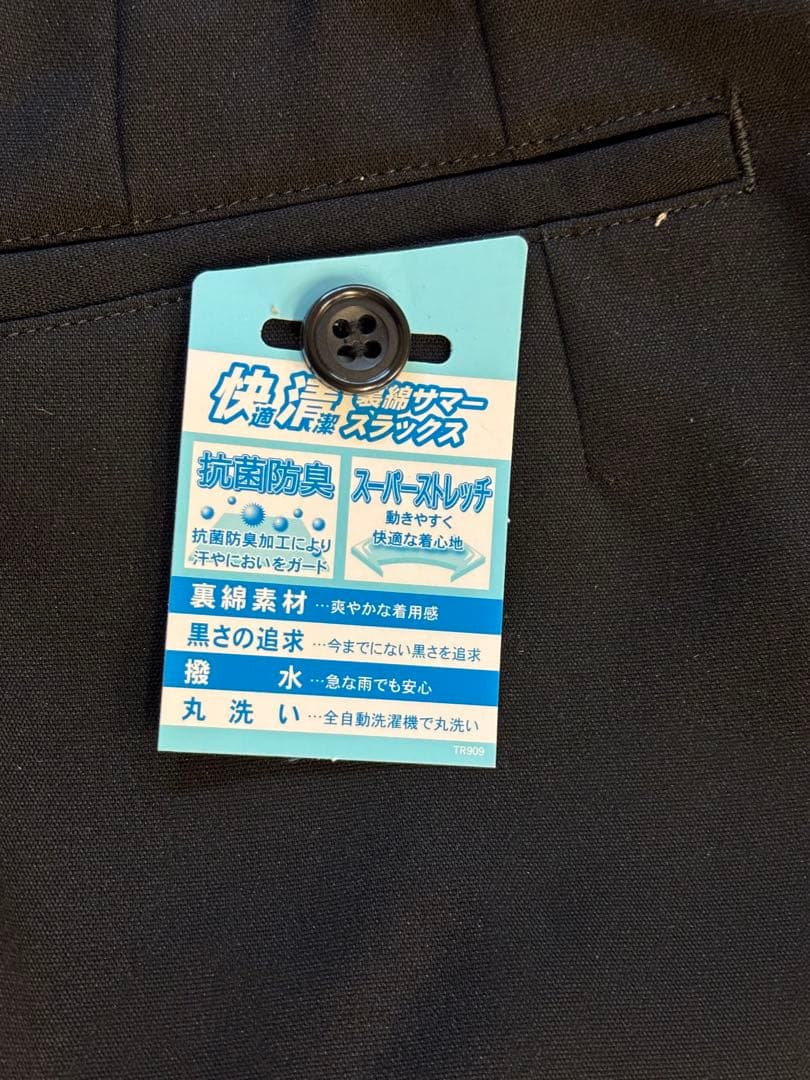 快適清潔 裏綿サマー
スラックス
抗菌防臭
抗菌防臭加工により
汗やにおいをガード
スーパーストレッチ
動きやすく
快適な着心地
裏綿素材…爽やかな着用感
黒さの追求…今までにない黒さを追求
撥水…急な雨でも安心
丸洗い…全自動洗濯機で丸洗い
TR909